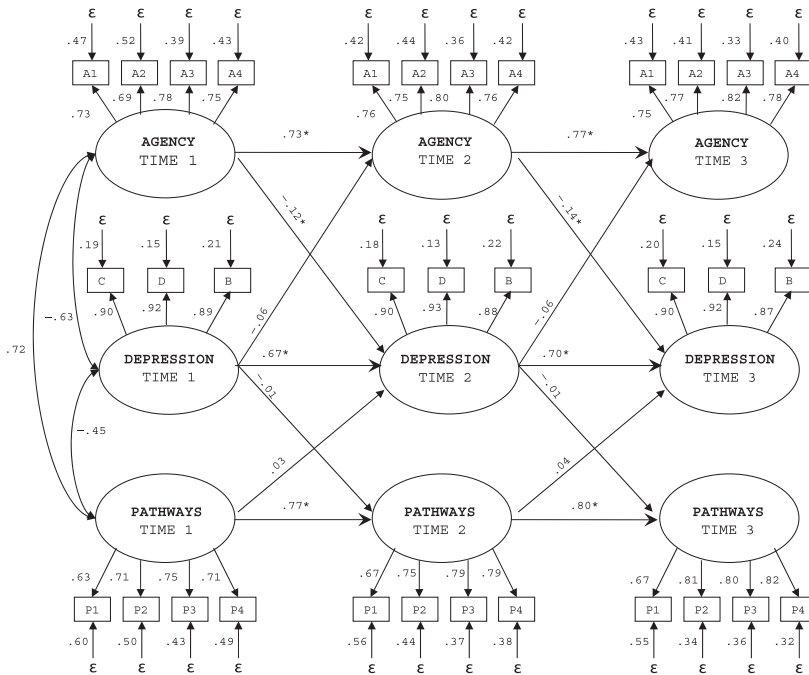 ε ε ε ε ε ε ε ε ε ε ε ε
.47 .52 .39 .43 .42 .44 .36 .42 .43 .41 .33 .40
A1 A2 A3 A4 A1 A2 A3 A4 A1 A2 A3 A4
.73 .69 .78 .75 .76 .75 .80 .76 .75 .77 .82 .78
AGENCY AGENCY AGENCY
TIME 1 TIME 2 TIME 3
.73* .77*
−.12* −.14*
ε ε ε ε ε ε ε ε ε
.19 .15 .21 .18 .13 .22 .20 .15 .24
C D B C D B C D B
.90 .92 .89 .90 .93 .88 .90 .92 .87
−.63 −.06 −.06
.72
DEPRESSION DEPRESSION DEPRESSION
TIME 1 TIME 2 TIME 3
.67* .70*
−.01 −.01
−.45
.03 .04
PATHWAYS PATHWAYS PATHWAYS
TIME 1 TIME 2 TIME 3
.77* .80*
.63 .71 .75 .71 .67 .75 .79 .79 .67 .81 .80 .82
P1 P2 P3 P4 P1 P2 P3 P4 P1 P2 P3 P4
.60 .50 .43 .49 .56 .44 .37 .38 .55 .34 .36 .32
ε ε ε ε ε ε ε ε ε ε ε ε